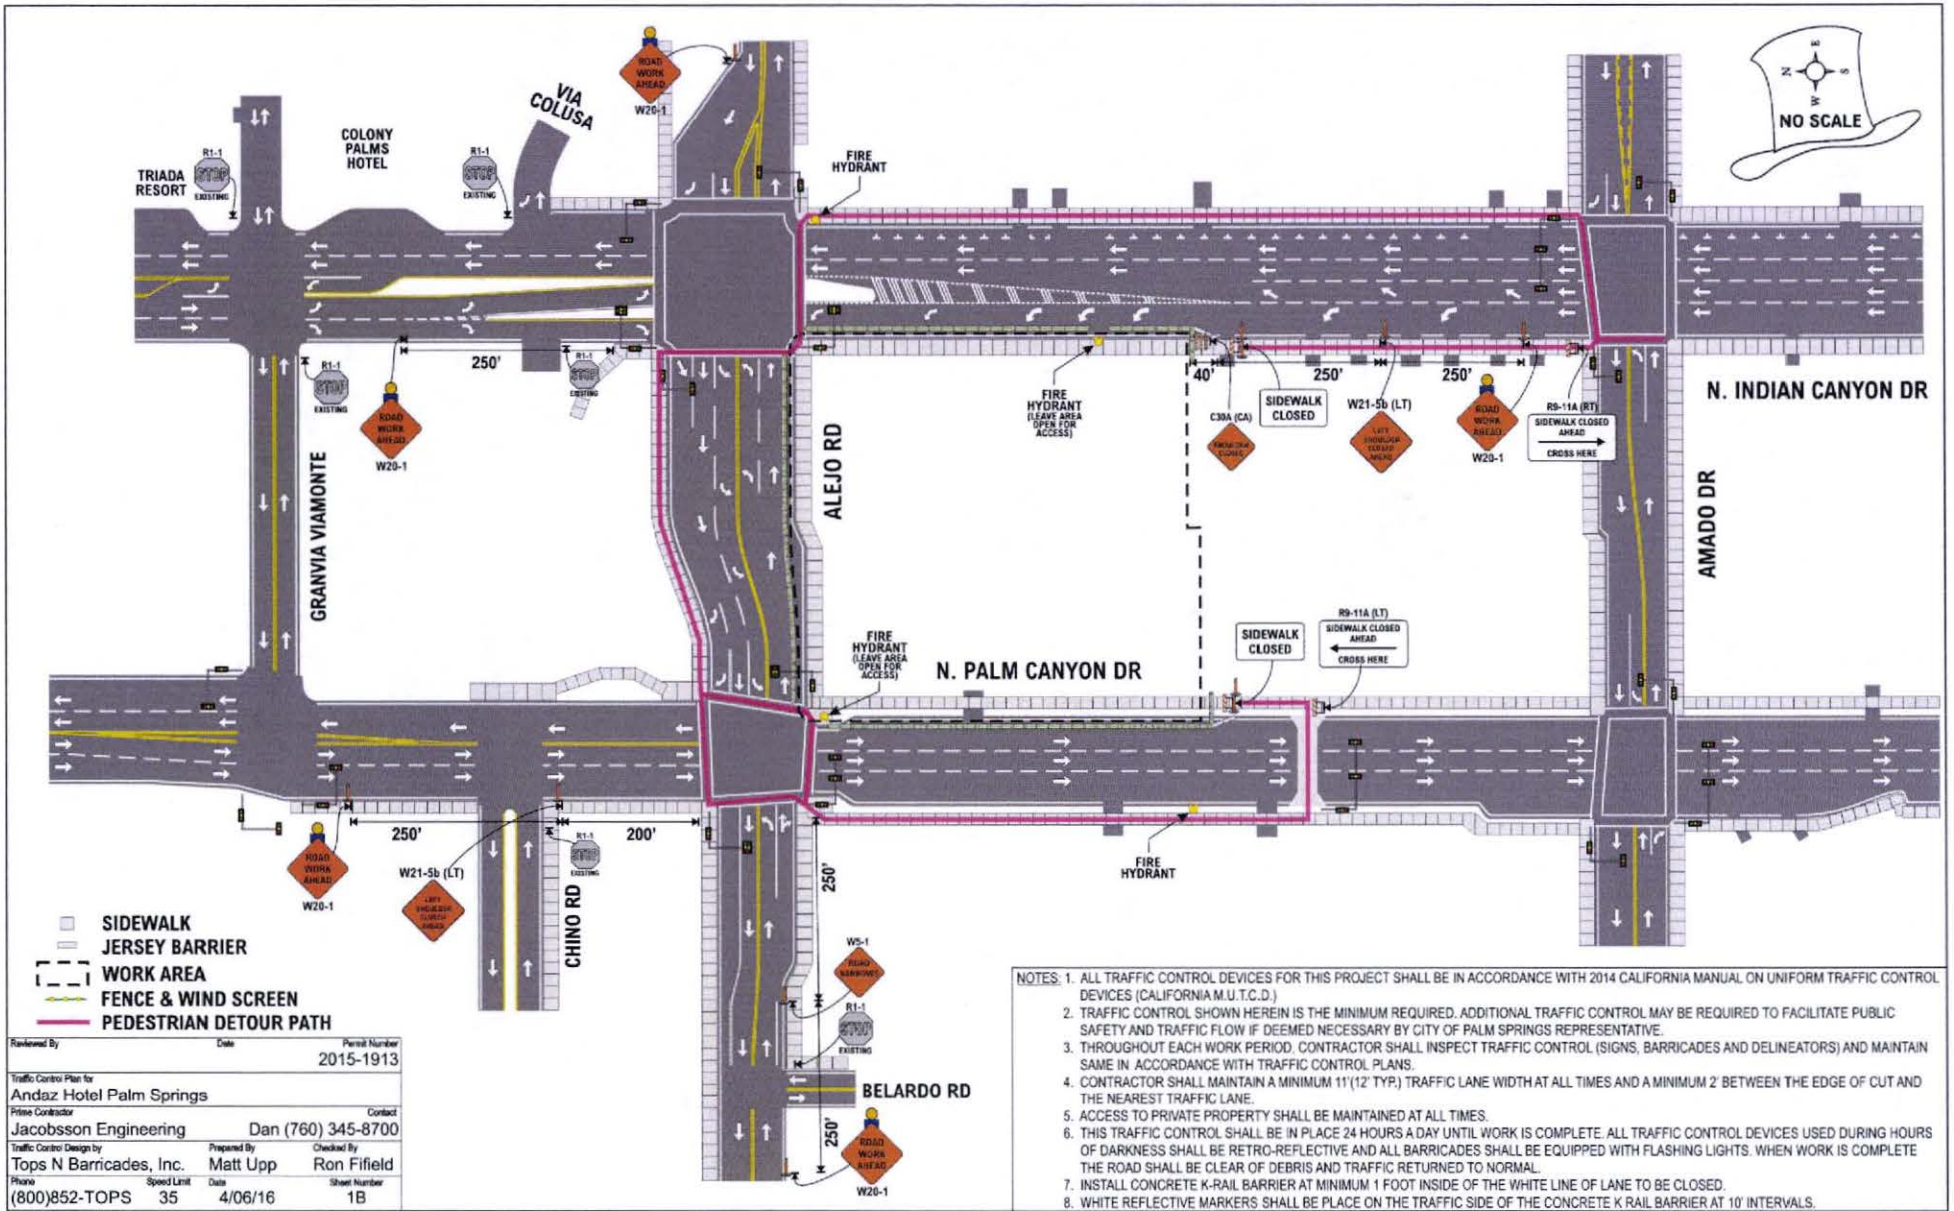 ROAD
WORK
AHEAD
W20-1
VIA
COLUSA
COLONY
PALMS
HOTEL
TRIADA
RESORT
R1-1
STOP
EXISTING
R1-1
STOP
EXISTING
FIRE
HYDRANT
N
E
S
W
NO SCALE
250'
R1-1
STOP
EXISTING
R1-1
STOP
EXISTING
ROAD
WORK
AHEAD
W20-1
GRANVIA VIAMONTE
ALEJO RD
FIRE
HYDRANT
(LEAVE AREA
OPEN FOR
ACCESS)
40'
250'
250'
C30A (CA)
SIDEWALK
CLOSED
W21-5b (LT)
LEFT
SHOULDER
CLOSED
AHEAD
ROAD
WORK
AHEAD
W20-1
R9-11A (RT)
SIDEWALK CLOSED
AHEAD
CROSS HERE
N. INDIAN CANYON DR
AMADO DR
FIRE
HYDRANT
(LEAVE AREA
OPEN FOR
ACCESS)
N. PALM CANYON DR
SIDEWALK
CLOSED
R9-11A (LT)
SIDEWALK CLOSED
AHEAD
CROSS HERE
250'
200'
ROAD
WORK
AHEAD
W20-1
W21-5b (LT)
LEFT
SHOULDER
CLOSED
AHEAD
R1-1
STOP
EXISTING
CHINO RD
FIRE
HYDRANT
250'
W5-1
ROAD
NARROWS
R1-1
STOP
EXISTING
BELARDO RD
250'
ROAD
WORK
AHEAD
W20-1
SIDEWALK
JERSEY BARRIER
WORK AREA
FENCE & WIND SCREEN
PEDESTRIAN DETOUR PATH
Reviewed By Date Permit Number
2015-1913
Traffic Control Plan for
Andaz Hotel Palm Springs
Prime Contractor Contact
Jacobsson Engineering Dan (760) 345-8700
Traffic Control Design by Prepared By Checked By
Tops N Barricades, Inc. Matt Upp Ron Fifield
Phone Speed Limit Date Sheet Number
(800)852-TOPS 35 4/06/16 1B
NOTES: 1. ALL TRAFFIC CONTROL DEVICES FOR THIS PROJECT SHALL BE IN ACCORDANCE WITH 2014 CALIFORNIA MANUAL ON UNIFORM TRAFFIC CONTROL
DEVICES (CALIFORNIA M.U.T.C.D.)
2. TRAFFIC CONTROL SHOWN HEREIN IS THE MINIMUM REQUIRED. ADDITIONAL TRAFFIC CONTROL MAY BE REQUIRED TO FACILITATE PUBLIC
SAFETY AND TRAFFIC FLOW IF DEEMED NECESSARY BY CITY OF PALM SPRINGS REPRESENTATIVE.
3. THROUGHOUT EACH WORK PERIOD, CONTRACTOR SHALL INSPECT TRAFFIC CONTROL (SIGNS, BARRICADES AND DELINEATORS) AND MAINTAIN
SAME IN ACCORDANCE WITH TRAFFIC CONTROL PLANS.
4. CONTRACTOR SHALL MAINTAIN A MINIMUM 11'(12' TYP.) TRAFFIC LANE WIDTH AT ALL TIMES AND A MINIMUM 2' BETWEEN THE EDGE OF CUT AND
THE NEAREST TRAFFIC LANE.
5. ACCESS TO PRIVATE PROPERTY SHALL BE MAINTAINED AT ALL TIMES.
6. THIS TRAFFIC CONTROL SHALL BE IN PLACE 24 HOURS A DAY UNTIL WORK IS COMPLETE. ALL TRAFFIC CONTROL DEVICES USED DURING HOURS
OF DARKNESS SHALL BE RETRO-REFLECTIVE AND ALL BARRICADES SHALL BE EQUIPPED WITH FLASHING LIGHTS. WHEN WORK IS COMPLETE
THE ROAD SHALL BE CLEAR OF DEBRIS AND TRAFFIC RETURNED TO NORMAL.
7. INSTALL CONCRETE K-RAIL BARRIER AT MINIMUM 1 FOOT INSIDE OF THE WHITE LINE OF LANE TO BE CLOSED.
8. WHITE REFLECTIVE MARKERS SHALL BE PLACE ON THE TRAFFIC SIDE OF THE CONCRETE K RAIL BARRIER AT 10' INTERVALS.